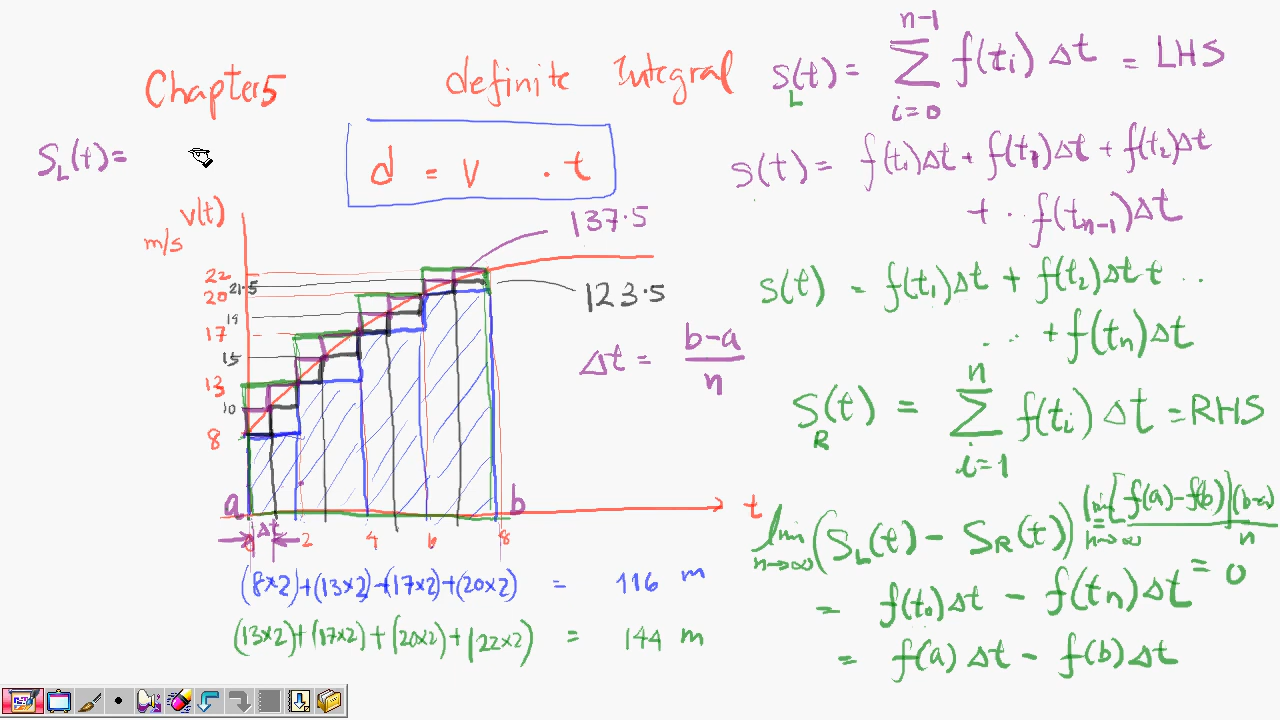 Chapter 5 definite Integral
S_L(t) =
d = v · t
v(t)
m/s
22
21.5
20
19
17
15
13
10
8
137.5
123.5
Δt = (b-a)/n
a
b
Δt
2 4 6 8
t
(8×2)+(13×2)+(17×2)+(20×2) = 116 m
(13×2)+(17×2)+(20×2)+(22×2) = 144 m
S_L(t) = ∑_{i=0}^{n-1} f(t_i) Δt = LHS
S(t) = f(t_1)Δt + f(t_1)Δt + f(t_2)Δt
+ ·· f(t_{n-1})Δt
S(t) = f(t_1)Δt + f(t_2)Δt + ··
·· + f(t_n)Δt
S_R(t) = ∑_{i=1}^{n} f(t_i) Δt = RHS
lim_{n→∞} (S_L(t) - S_R(t)) = lim_{n→∞} [f(a)-f(b)](b-a)/n
= 0
= f(t_0)Δt - f(t_n)Δt
= f(a) Δt - f(b) Δt